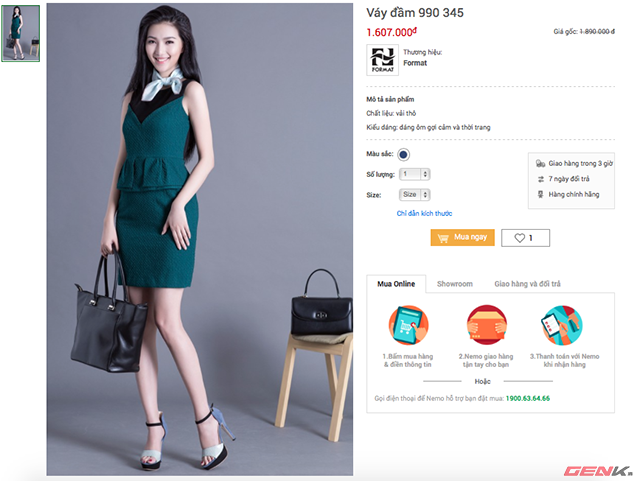 Váy đầm 990 345
1.607.000đ
Giá gốc: 1.890.000 đ
FORMAT
Thương hiệu:
Format
Mô tả sản phẩm
Chất liệu: vải thô
Kiểu dáng: dáng ôm gợi cảm và thời trang
Màu sắc:
Số lượng: 1
Size: Size
Chỉ dẫn kích thước
Giao hàng trong 3 giờ
7 ngày đổi trả
Hàng chính hãng
Mua ngay
1
Mua Online
Showroom
Giao hàng và đổi trả
1.Bấm mua hàng
& điền thông tin
2.Nemo giao hàng
tận tay cho bạn
3.Thanh toán với Nemo
khi nhận hàng
Hoặc
Gọi điện thoại để Nemo hỗ trợ bạn đặt mua: 1900.63.64.66
GENK